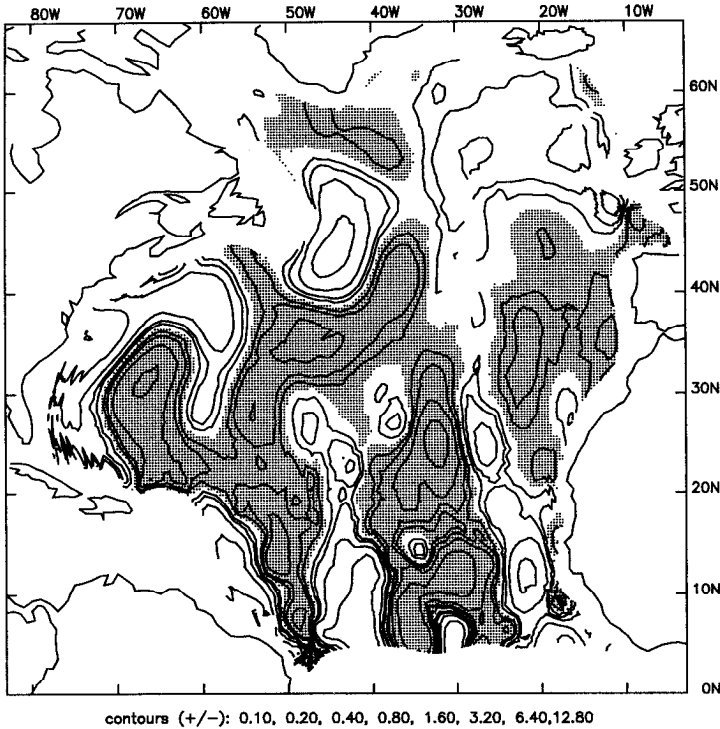 80W 70W 60W 50W 40W 30W 20W 10W
60N
50N
40N
30N
20N
10N
0N
contours (+/−): 0.10, 0.20, 0.40, 0.80, 1.60, 3.20, 6.40,12.80